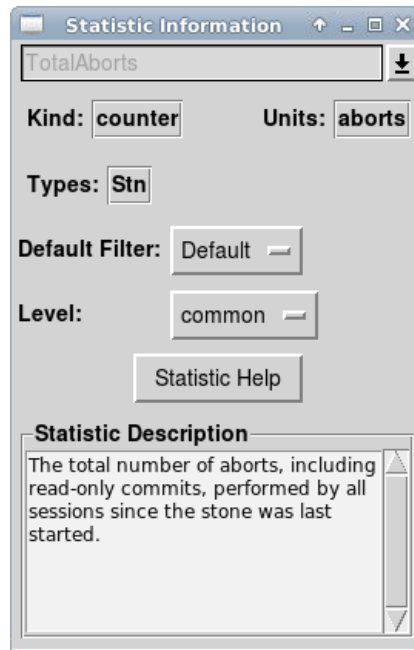 Statistic Information
TotalAborts
Kind: counter Units: aborts
Types: Stn
Default Filter: Default
Level: common
Statistic Help
Statistic Description
The total number of aborts, including
read-only commits, performed by all
sessions since the stone was last
started.